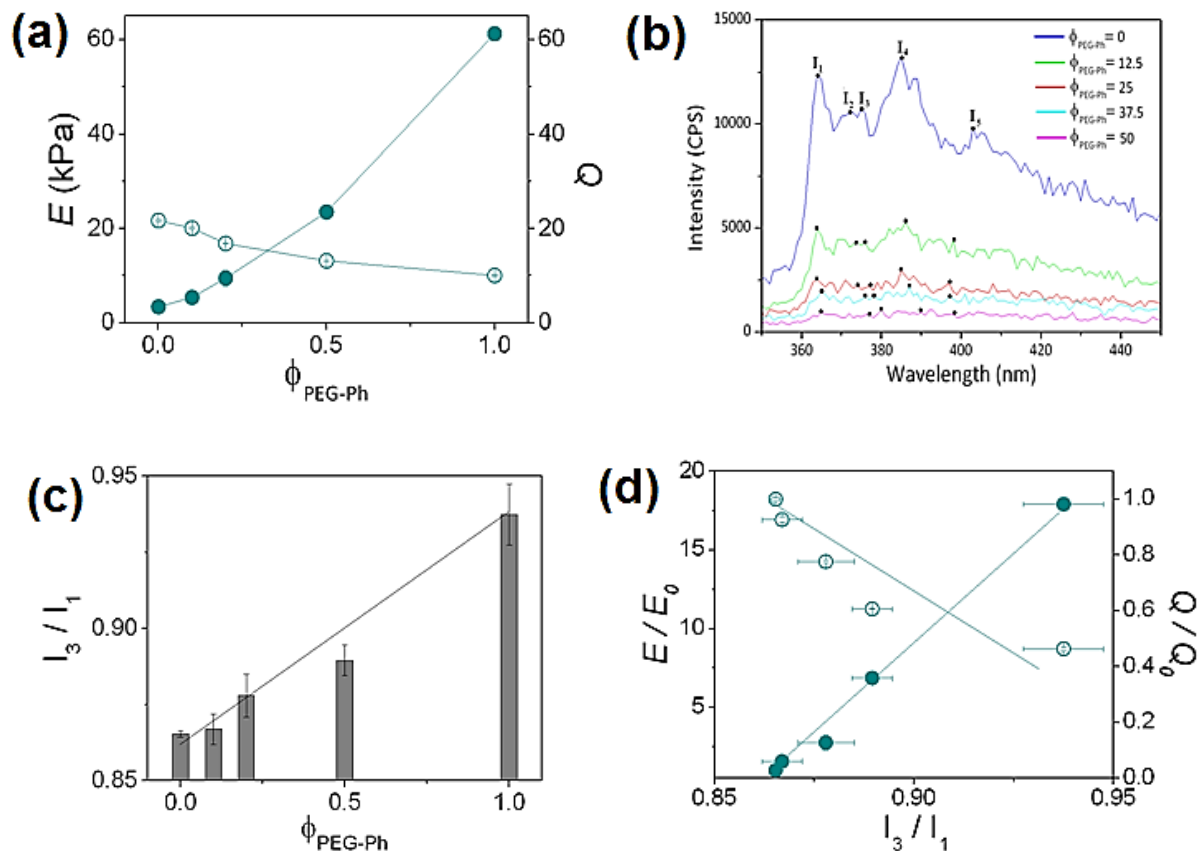 (a)
E (kPa)
60
40
20
0
60
40
20
0
Q
0.0 0.5 1.0
ϕPEG-Ph
(b)
Intensity (CPS)
15000
10000
5000
0
I1
I2
I3
I4
I5
ϕPEG-Ph= 0
ϕPEG-Ph= 12.5
ϕPEG-Ph= 25
ϕPEG-Ph= 37.5
ϕPEG-Ph= 50
360 380 400 420 440
Wavelength (nm)
(c)
I3 / I1
0.95
0.90
0.85
0.0 0.5 1.0
ϕPEG-Ph
(d)
E / E0
20
15
10
5
1.0
0.8
0.6
0.4
0.2
0.0
Q / Q0
0.85 0.90 0.95
I3 / I1